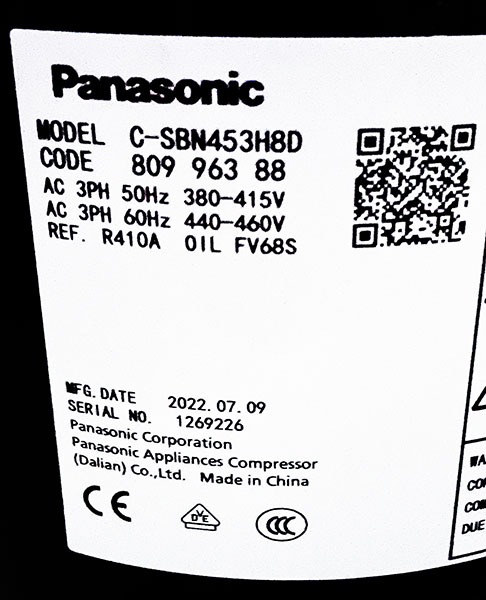 Panasonic
MODEL C-SBN453H8D
CODE 809 963 88
AC 3PH 50Hz 380-415V
AC 3PH 60Hz 440-460V
REF. R410A OIL FV68S
MFG.DATE 2022.07.09
SERIAL NO. 1269226
Panasonic Corporation
Panasonic Appliances Compressor
(Dalian) Co.,Ltd. Made in China
CE
VDE
CCC
DUE